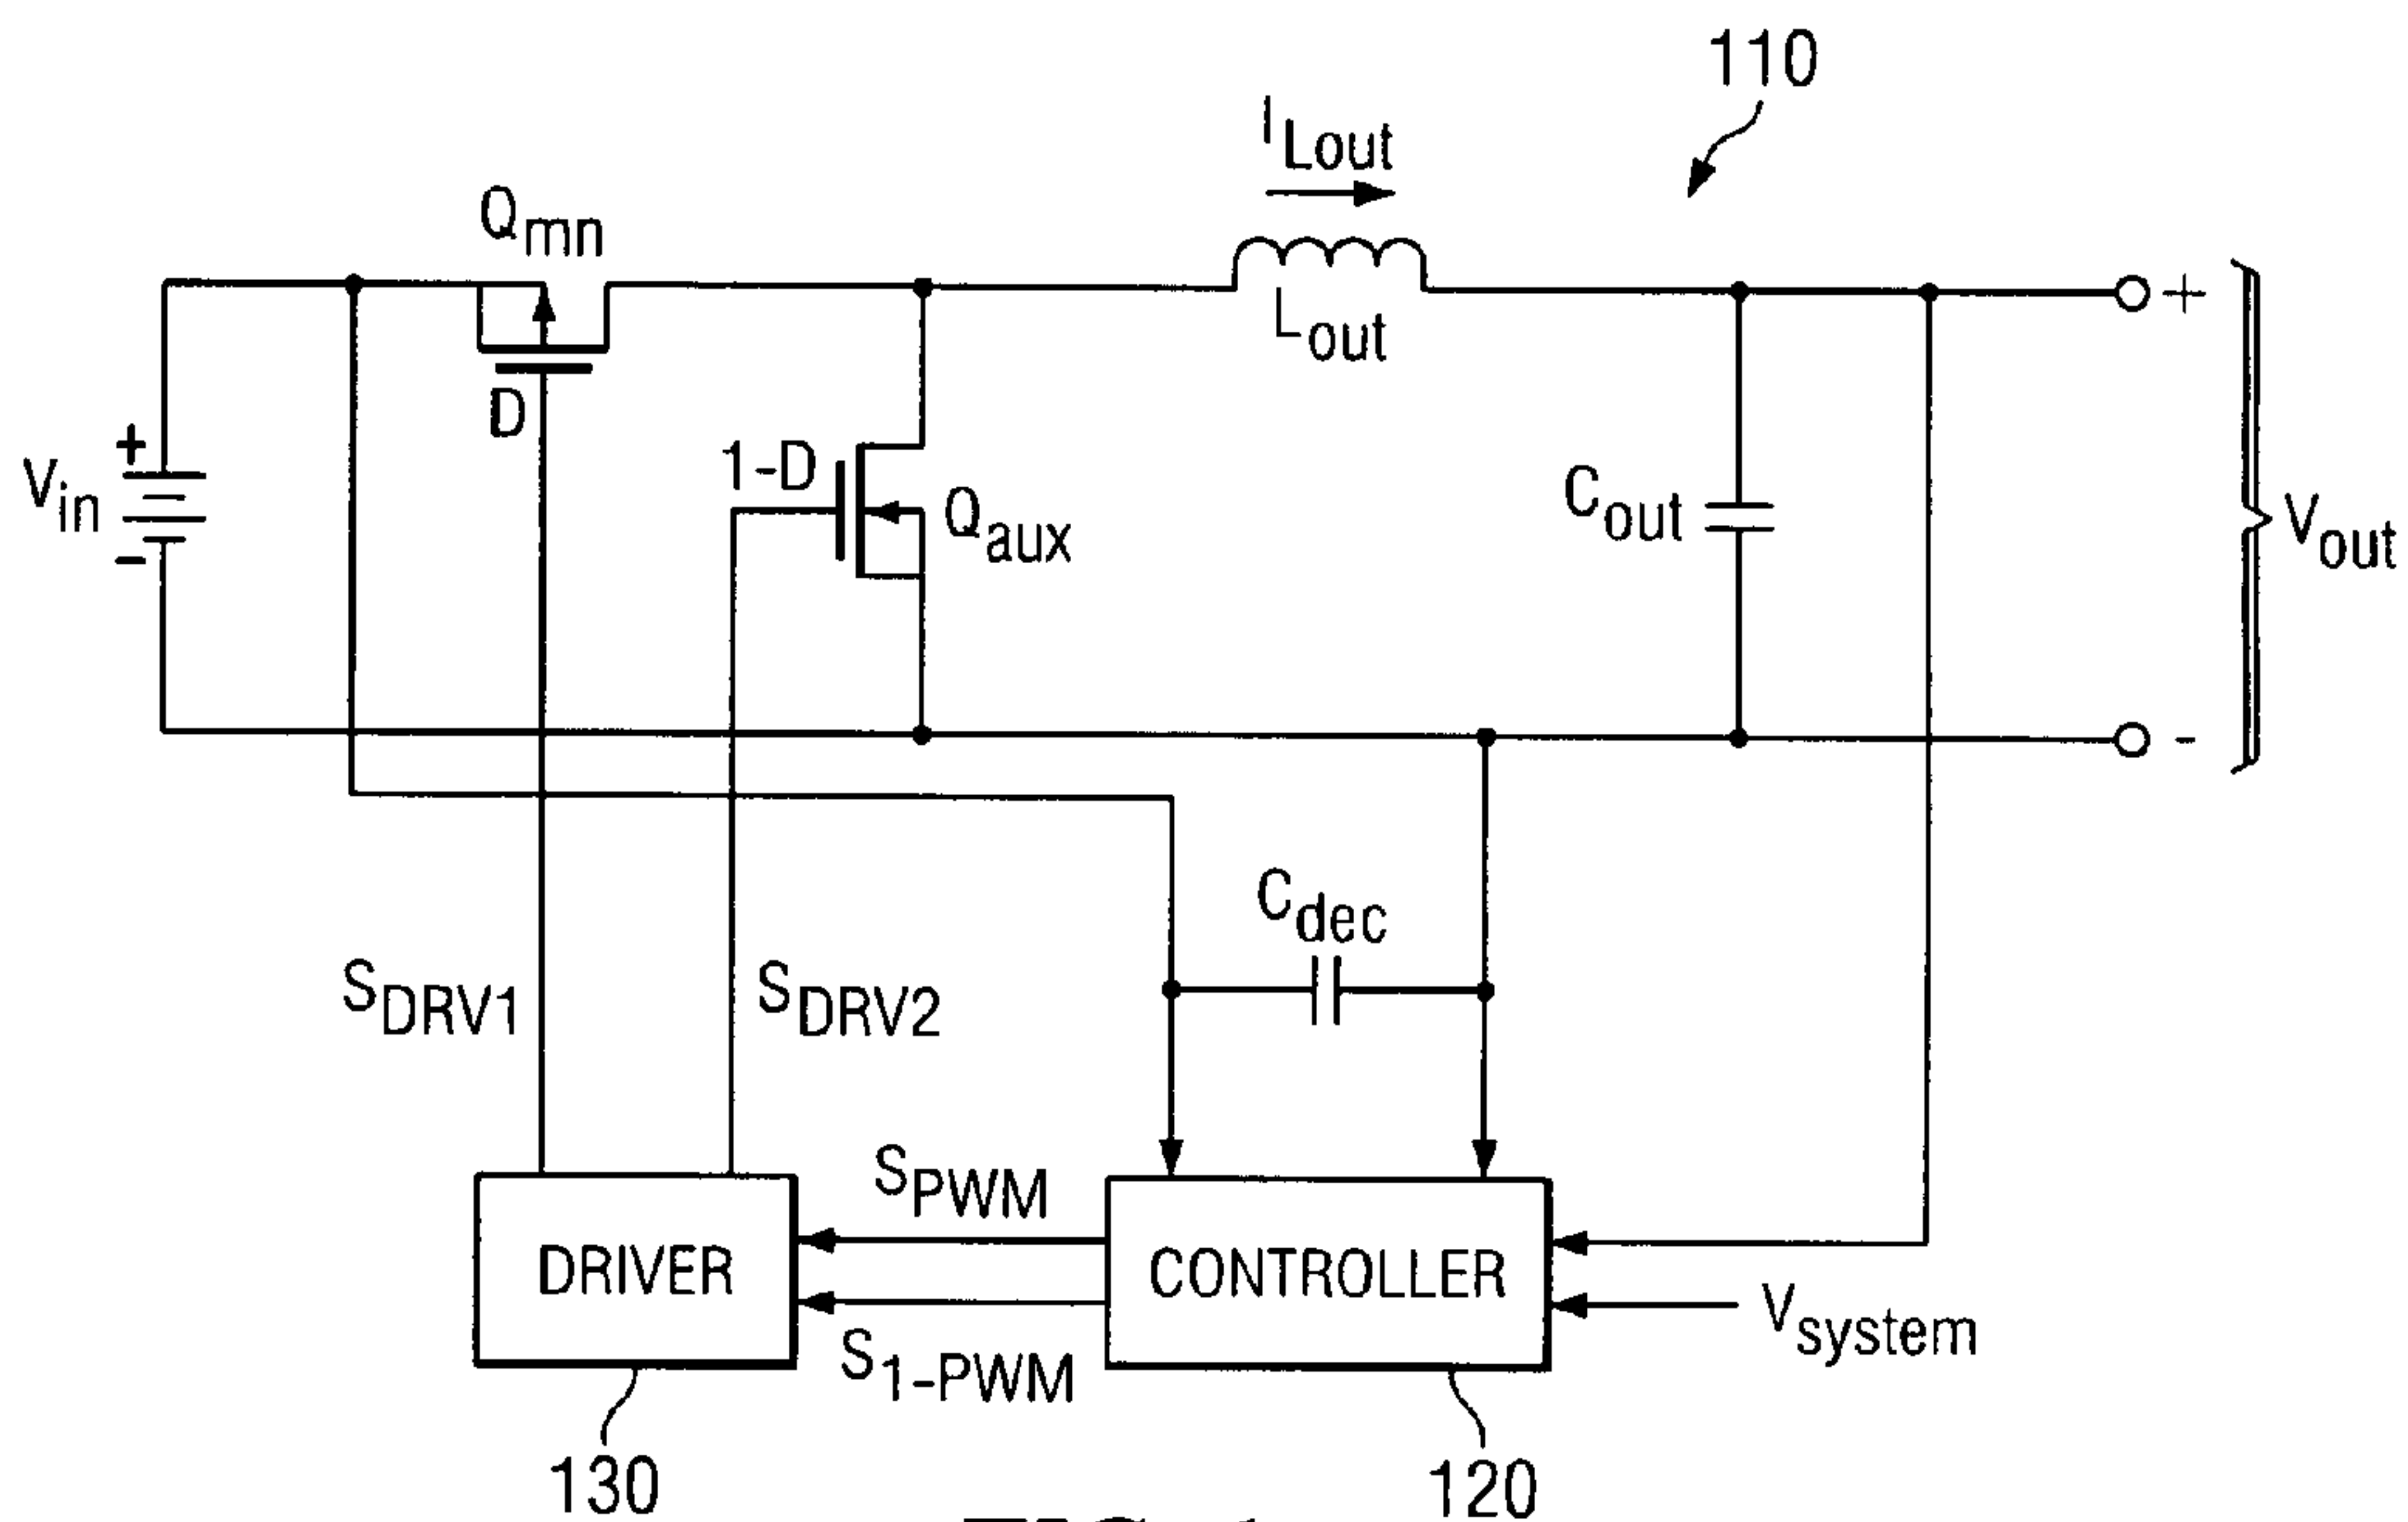 110
I Lout
Qmn
Lout
D
+
Vin
-
1-D
Qaux
Cout
+
-
Vout
Cdec
SDRV1
SDRV2
SPWM
S1-PWM
DRIVER
CONTROLLER
Vsystem
130
120